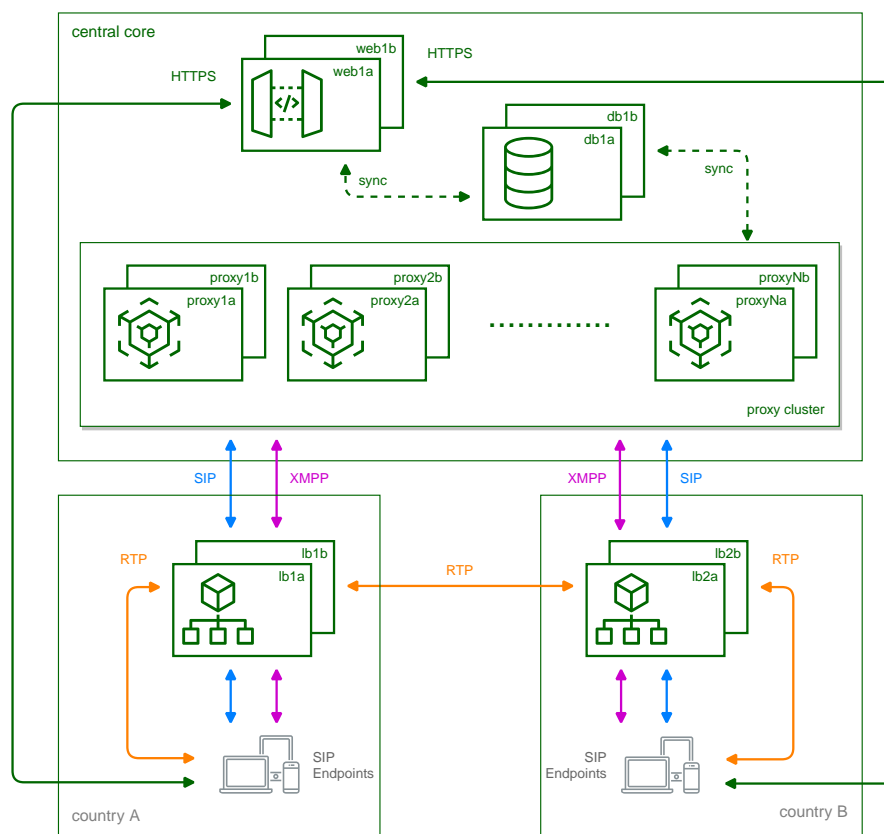 central core
web1b
HTTPS
web1a
HTTPS
</>
db1b
db1a
sync
sync
proxy1b
proxy2b
proxyNb
proxy1a
proxy2a
proxyNa
proxy cluster
SIP
XMPP
XMPP
SIP
lb1b
lb2b
RTP
RTP
RTP
lb1a
lb2a
SIP
Endpoints
SIP
Endpoints
country A
country B